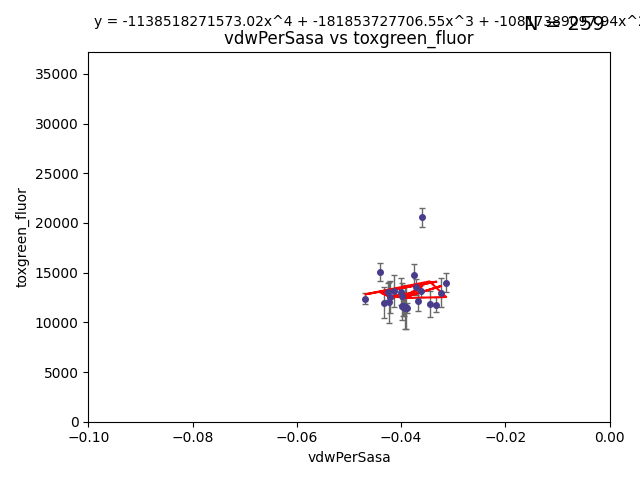 y = -1138518271573.02x^4 + -181853727706.55x^3 +
N = 259
vdwPerSasa vs toxgreen_fluor
35000
30000
25000
20000
15000
10000
5000
0
toxgreen_fluor
−0.10 −0.08 −0.06 −0.04 −0.02 0.00
vdwPerSasa